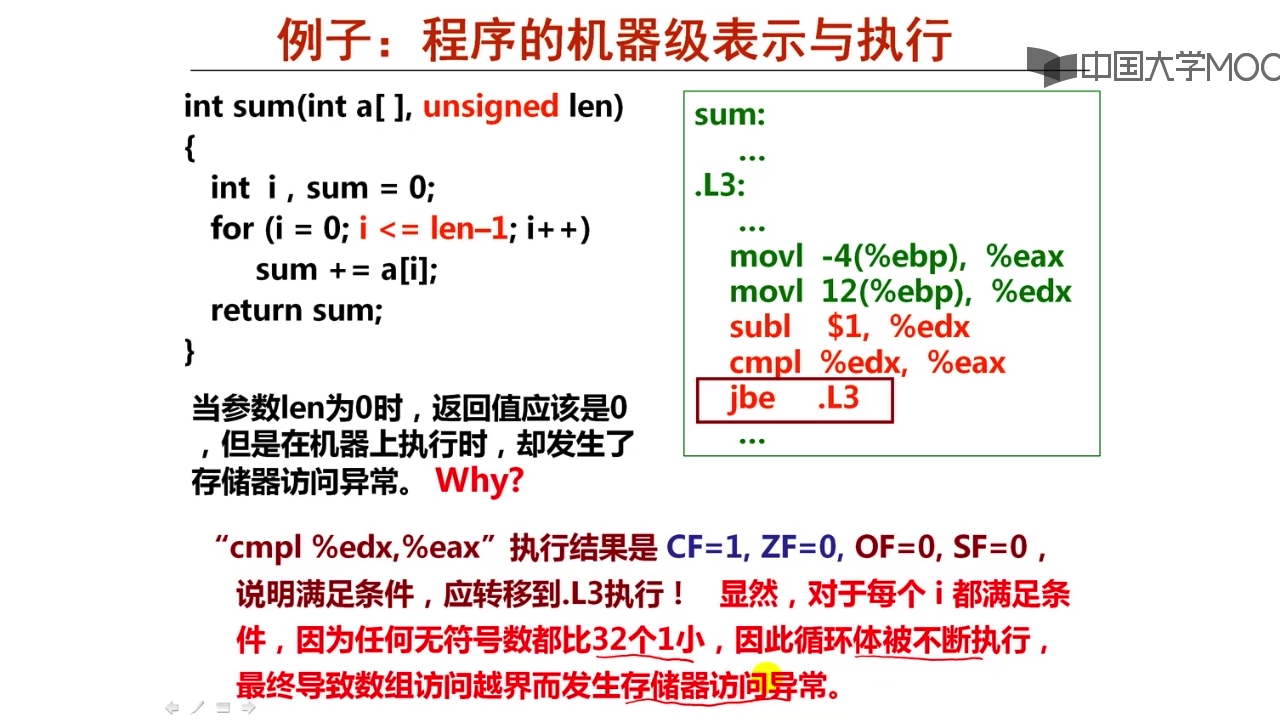 例子：程序的机器级表示与执行
中国大学MOO
int sum(int a[ ], unsigned len)
{
int i , sum = 0;
for (i = 0; i <= len–1; i++)
sum += a[i];
return sum;
}
当参数len为0时，返回值应该是0
，但是在机器上执行时，却发生了
存储器访问异常。 Why?
sum:
...
.L3:
...
movl -4(%ebp), %eax
movl 12(%ebp), %edx
subl $1, %edx
cmpl %edx, %eax
jbe .L3
...
“cmpl %edx,%eax”执行结果是 CF=1, ZF=0, OF=0, SF=0，
说明满足条件，应转移到.L3执行！ 显然，对于每个 i 都满足条
件，因为任何无符号数都比32个1小，因此循环体被不断执行，
最终导致数组访问越界而发生存储器访问异常。